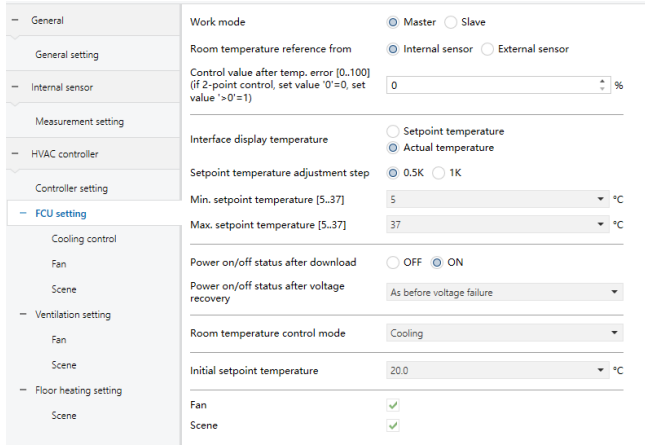 General
General setting
Internal sensor
Measurement setting
HVAC controller
Controller setting
FCU setting
Cooling control
Fan
Scene
Ventilation setting
Fan
Scene
Floor heating setting
Scene
Work mode Master Slave
Room temperature reference from Internal sensor External sensor
Control value after temp. error [0..100]
(if 2-point control, set value '0'=0, set
value '>0'=1)
0 %
Interface display temperature
Setpoint temperature
Actual temperature
Setpoint temperature adjustment step 0.5K 1K
Min. setpoint temperature [5..37] 5 °C
Max. setpoint temperature [5..37] 37 °C
Power on/off status after download OFF ON
Power on/off status after voltage
recovery
As before voltage failure
Room temperature control mode Cooling
Initial setpoint temperature 20.0 °C
Fan
Scene